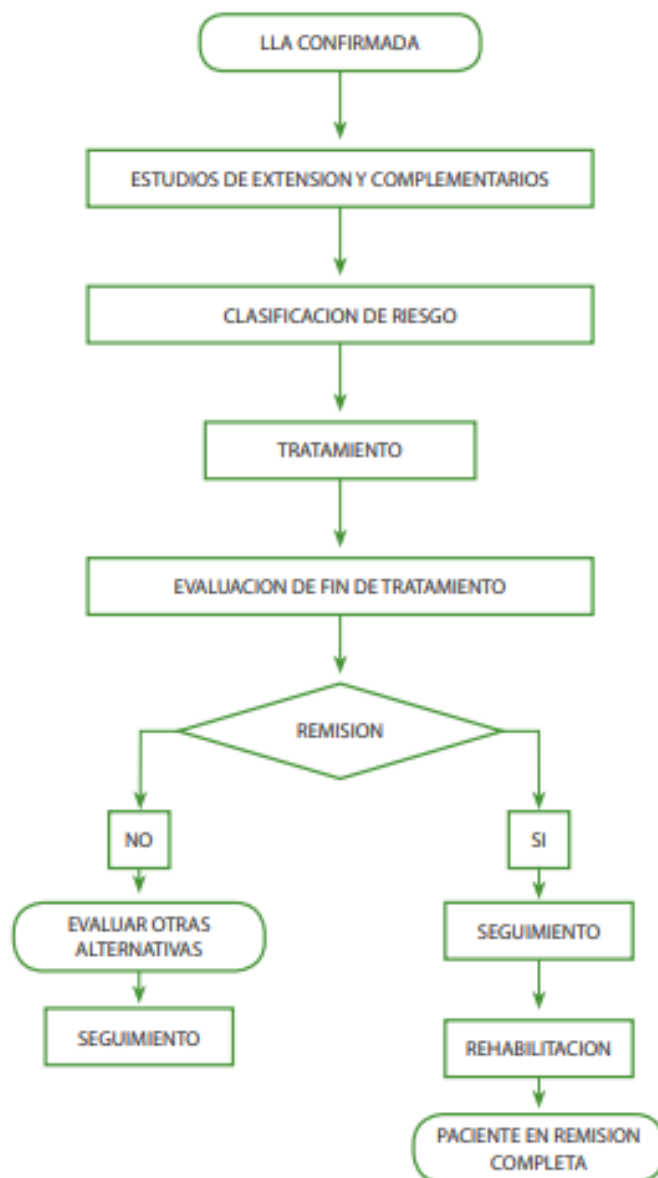 LLA CONFIRMADA
ESTUDIOS DE EXTENSION Y COMPLEMENTARIOS
CLASIFICACION DE RIESGO
TRATAMIENTO
EVALUACION DE FIN DE TRATAMIENTO
REMISION
NO
SI
EVALUAR OTRAS
ALTERNATIVAS
SEGUIMIENTO
SEGUIMIENTO
REHABILITACION
PACIENTE EN REMISION
COMPLETA